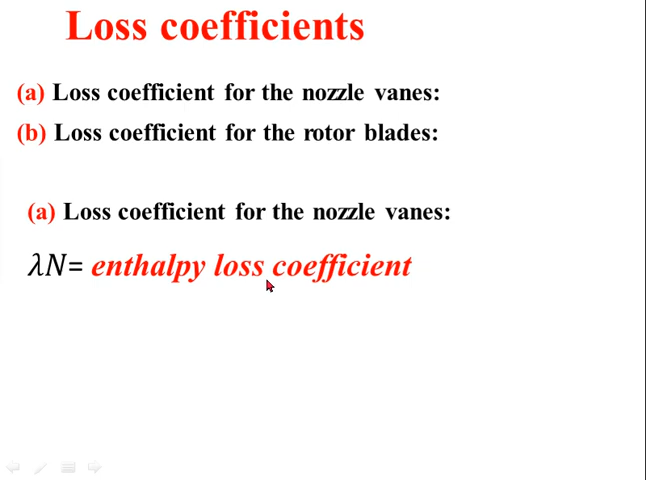 Loss coefficients
(a) Loss coefficient for the nozzle vanes:
(b) Loss coefficient for the rotor blades:
(a) Loss coefficient for the nozzle vanes:
λN= enthalpy loss coefficient